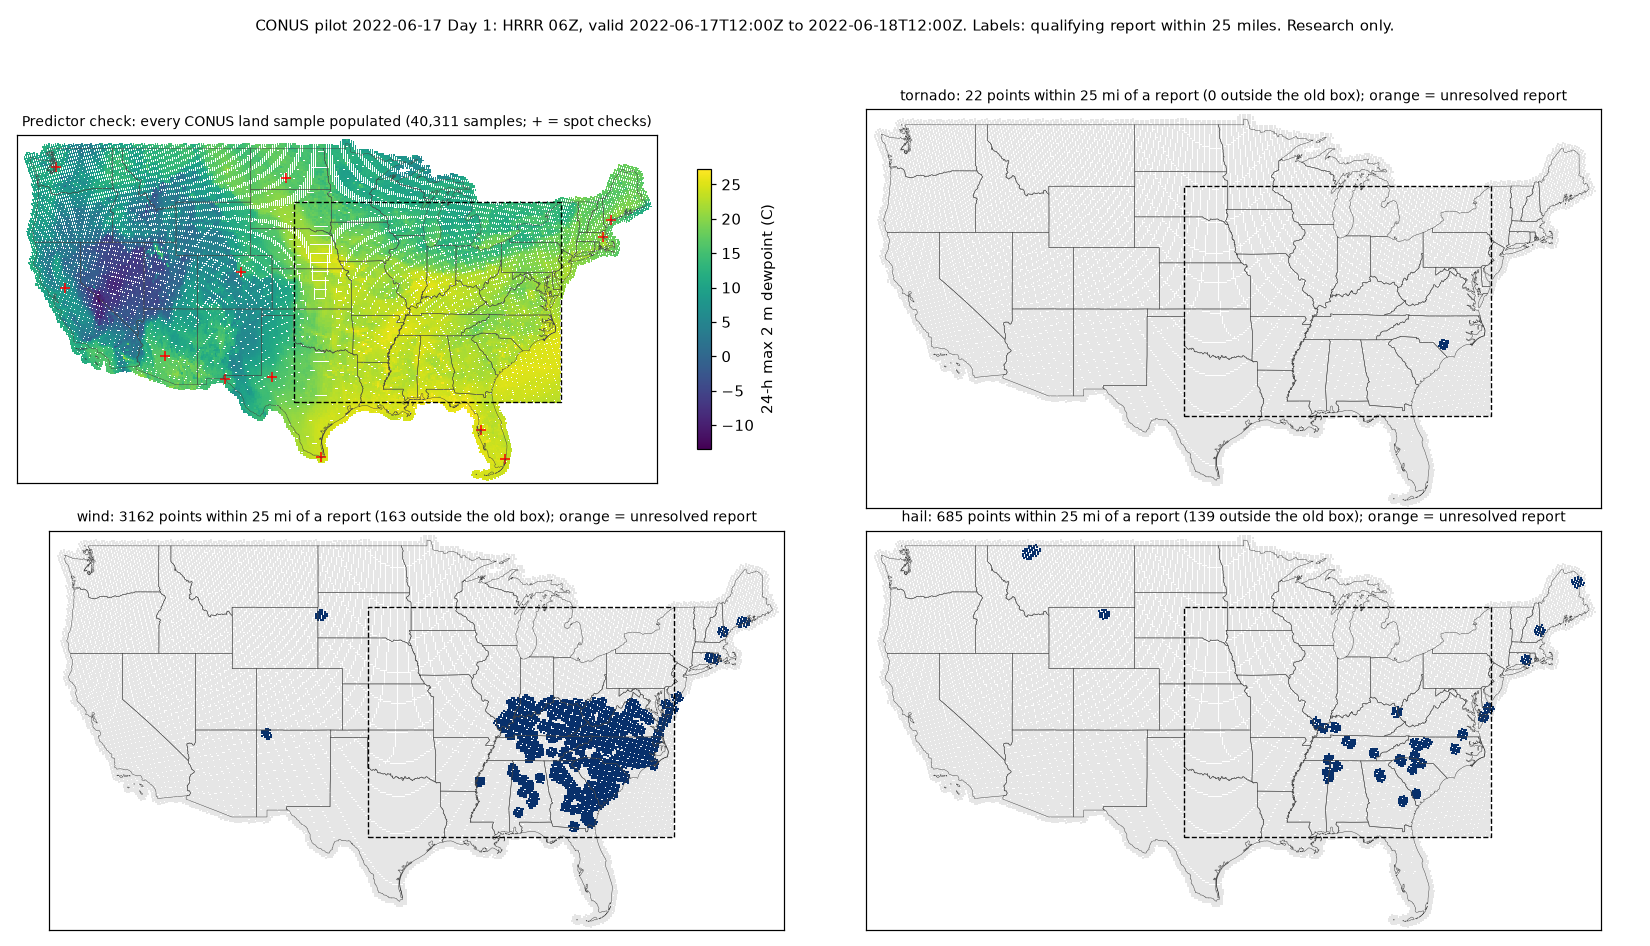 CONUS pilot 2022-06-17 Day 1: HRRR 06Z, valid 2022-06-17T12:00Z to 2022-06-18T12:00Z. Labels: qualifying report within 25 miles. Research only.
Predictor check: every CONUS land sample populated (40,311 samples; + = spot checks)
25
20
15
10
5
0
−5
−10
24-h max 2 m dewpoint (C)
tornado: 22 points within 25 mi of a report (0 outside the old box); orange = unresolved report
wind: 3162 points within 25 mi of a report (163 outside the old box); orange = unresolved report
hail: 685 points within 25 mi of a report (139 outside the old box); orange = unresolved report